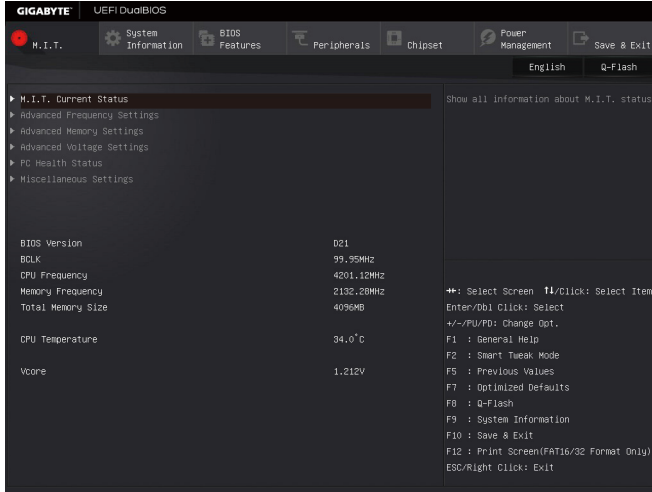 GIGABYTE™ UEFI DualBIOS
M.I.T.
System Information
BIOS Features
Peripherals
Chipset
Power Management
Save & Exit
English Q-Flash
M.I.T. Current Status
Advanced Frequency Settings
Advanced Memory Settings
Advanced Voltage Settings
PC Health Status
Miscellaneous Settings
Show all information about M.I.T. status
BIOS Version D21
BCLK 99.95MHz
CPU Frequency 4201.12MHz
Memory Frequency 2132.28MHz
Total Memory Size 4096MB
CPU Temperature 34.0°C
Vcore 1.212V
→←: Select Screen ↑↓/Click: Select Item
Enter/Dbl Click: Select
+/-/PU/PD: Change Opt.
F1 : General Help
F2 : Smart Tweak Mode
F5 : Previous Values
F7 : Optimized Defaults
F8 : Q-Flash
F9 : System Information
F10 : Save & Exit
F12 : Print Screen(FAT16/32 Format Only)
ESC/Right Click: Exit